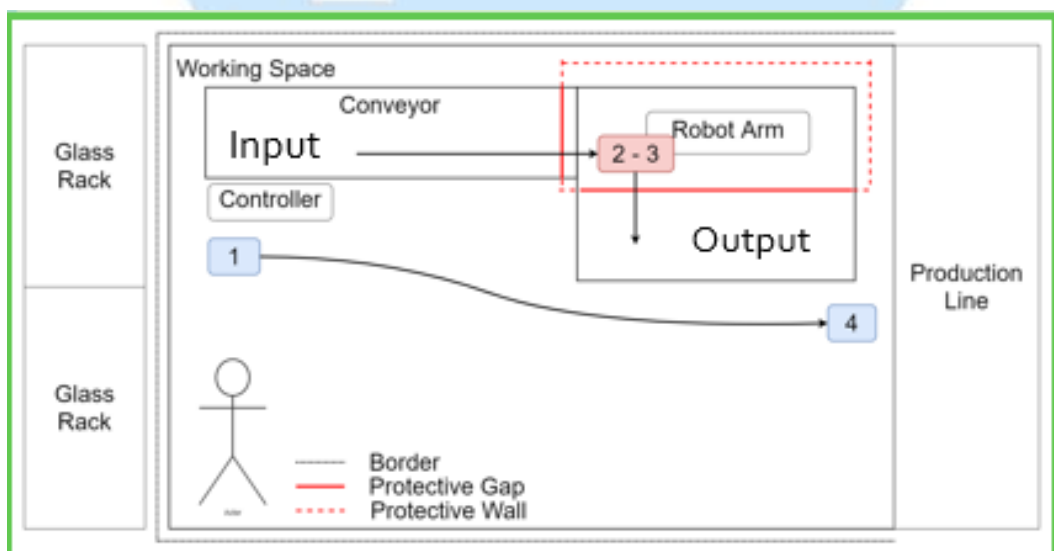 Working Space
Conveyor
Input
Robot Arm
2 - 3
Glass
Rack
Controller
1
Output
4
Production
Line
Glass
Rack
Border
Protective Gap
Protective Wall